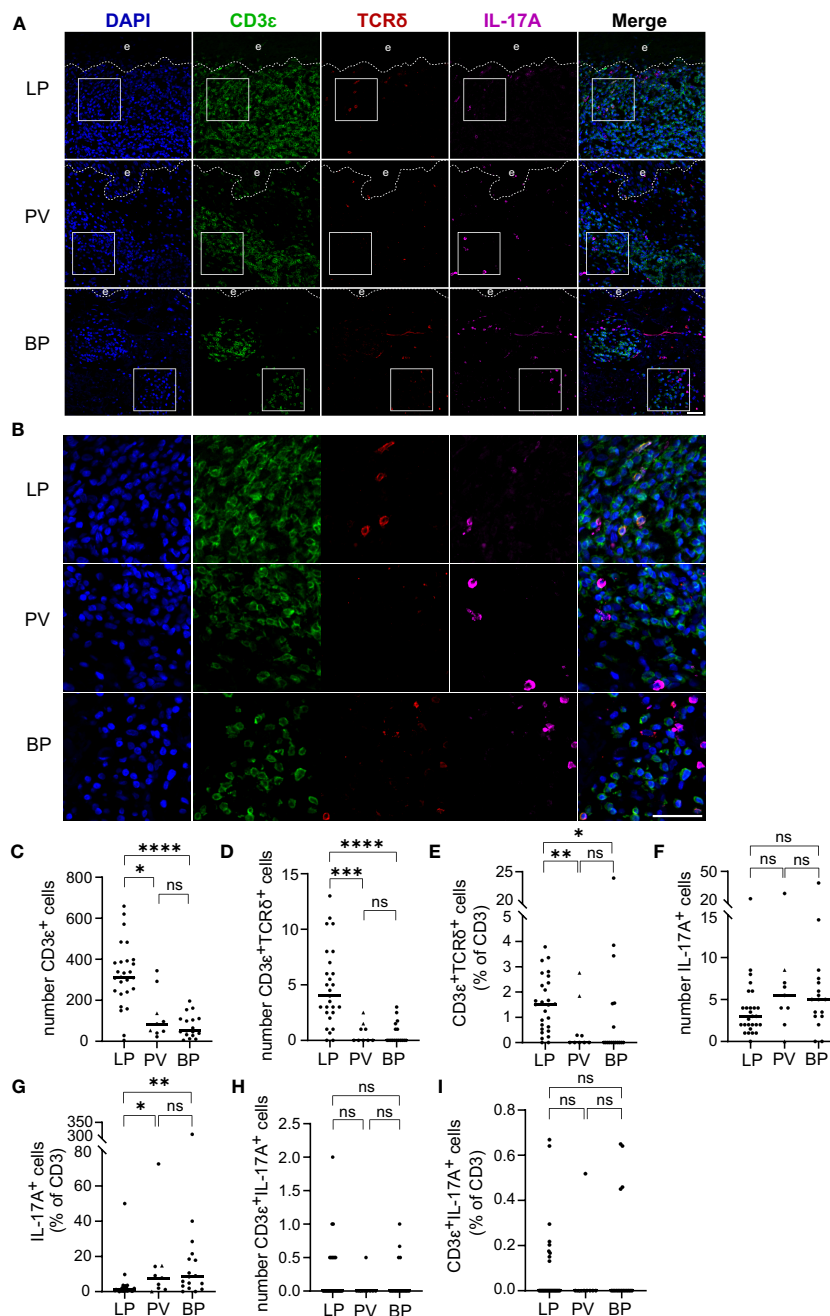 A
DAPI CD3ε TCRδ IL-17A Merge
LP
e e e e e
PV
e e e e e
BP
e e e e e
B
LP
PV
BP
C
**** 
* ns
800
600
400
200
0
number CD3ε+ cells
LP PV BP
D
****
*** ns
15
10
5
0
number CD3ε+TCRδ+ cells
LP PV BP
E
*
** ns
25
20
5
4
3
2
1
0
CD3ε+TCRδ+ cells
(% of CD3)
LP PV BP
F
ns
ns ns
50
20
15
10
5
0
number IL-17A+ cells
LP PV BP
G
**
* ns
350
300
80
60
40
20
0
IL-17A+ cells
(% of CD3)
LP PV BP
H
ns
ns ns
2.5
2.0
1.5
1.0
0.5
0.0
number CD3ε+IL-17A+ cells
LP PV BP
I
ns
ns ns
0.8
0.6
0.4
0.2
0.0
CD3ε+IL-17A+ cells
(% of CD3)
LP PV BP